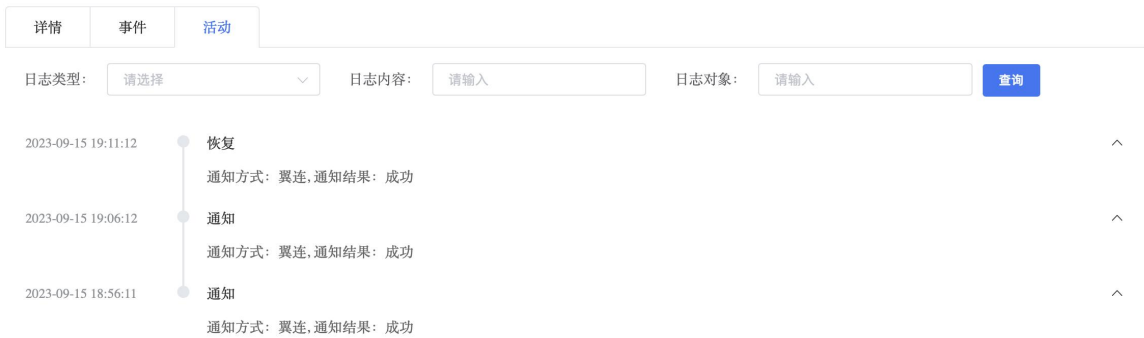 详情 事件 活动
日志类型: 请选择 日志内容: 请输入 日志对象: 请输入 查询
2023-09-15 19:11:12 恢复
通知方式: 翼连,通知结果: 成功
2023-09-15 19:06:12 通知
通知方式: 翼连,通知结果: 成功
2023-09-15 18:56:11 通知
通知方式: 翼连,通知结果: 成功